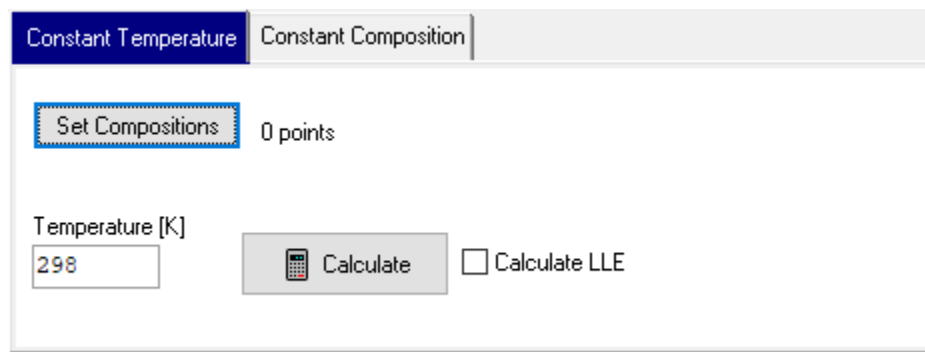 Constant Temperature Constant Composition
Set Compositions 0 points
Temperature [K]
298 Calculate Calculate LLE